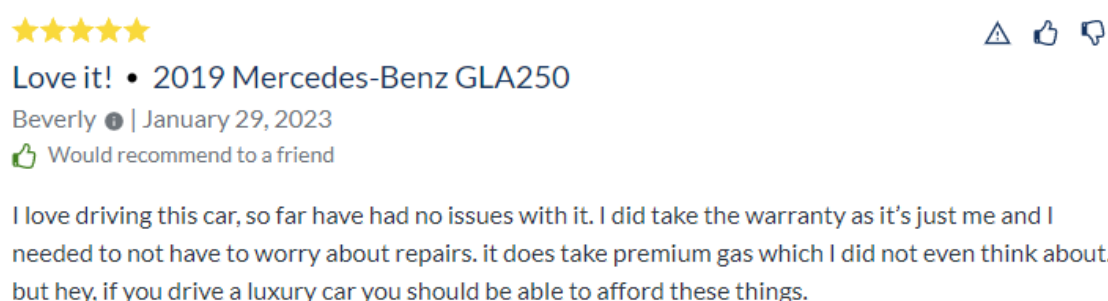 Love it! • 2019 Mercedes-Benz GLA250
Beverly | January 29, 2023
Would recommend to a friend
I love driving this car, so far have had no issues with it. I did take the warranty as it’s just me and I
needed to not have to worry about repairs. it does take premium gas which I did not even think about.
but hey, if you drive a luxury car you should be able to afford these things.